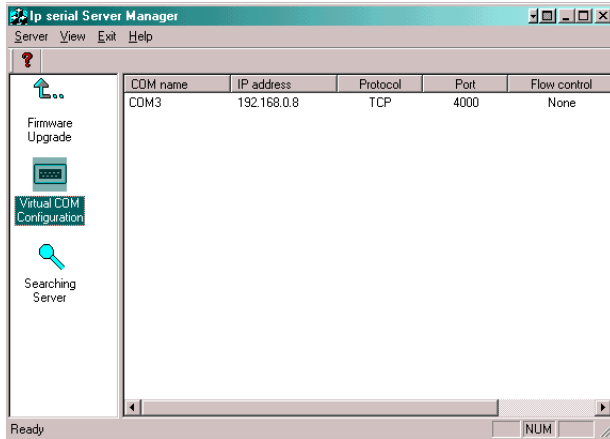 Ip serial Server Manager
Server View Exit Help
Firmware
Upgrade
Virtual COM
Configuration
Searching
Server
COM name IP address Protocol Port Flow control
COM3 192.168.0.8 TCP 4000 None
Ready NUM